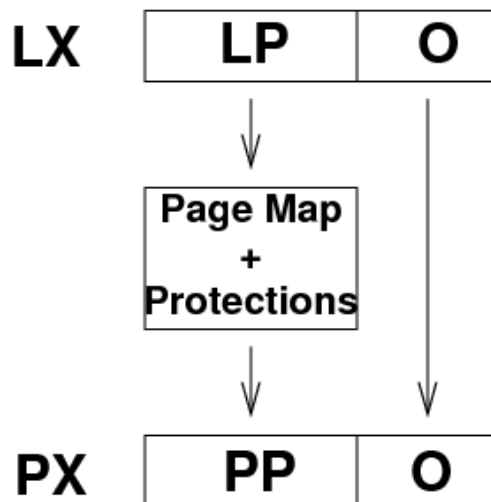 LX LP O
Page Map
+
Protections
PX PP O